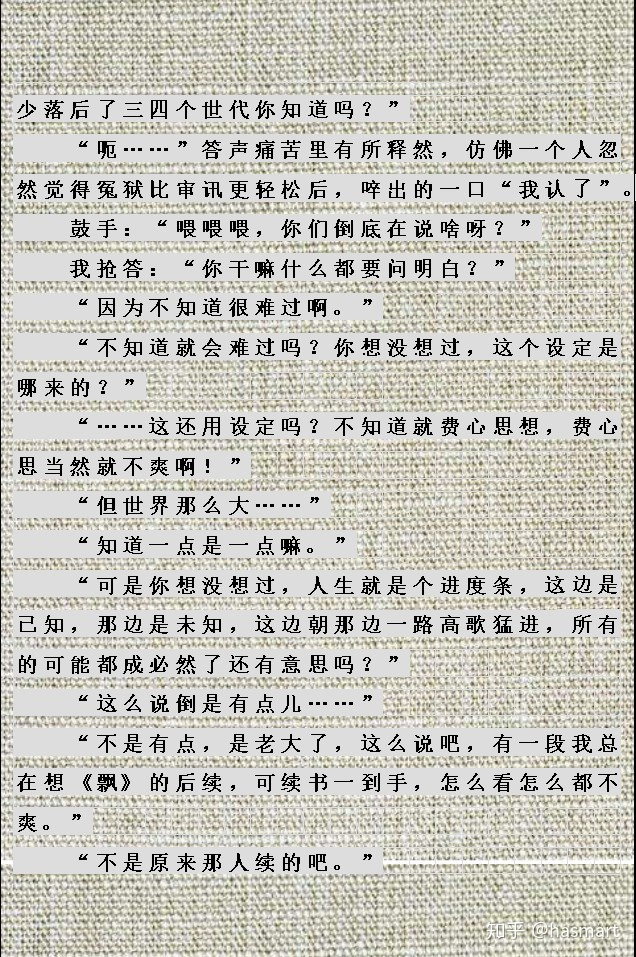 少落后了三四个世代你知道吗？”
“呃……”答声痛苦里有所释然，仿佛一个人忽
然觉得冤狱比审讯更轻松后，啐出的一口“我认了”。
鼓手：“喂喂喂，你们倒底在说啥呀？”
我抢答：“你干嘛什么都要问明白？”
“因为不知道很难过啊。”
“不知道就会难过吗？你想没想过，这个设定是
哪来的？”
“……这还用设定吗？不知道就费心思想，费心
思当然就不爽啊！”
“但世界那么大……”
“知道一点是一点嘛。”
“可是你想没想过，人生就是个进度条，这边是
已知，那边是未知，这边朝那边一路高歌猛进，所有
的可能都成必然了还有意思吗？”
“这么说倒是有点儿……”
“不是有点，是老大了，这么说吧，有一段我总
在想《飘》的后续，可续书一到手，怎么看怎么都不
爽。”
“不是原来那人续的吧。”
知乎 @hasmart